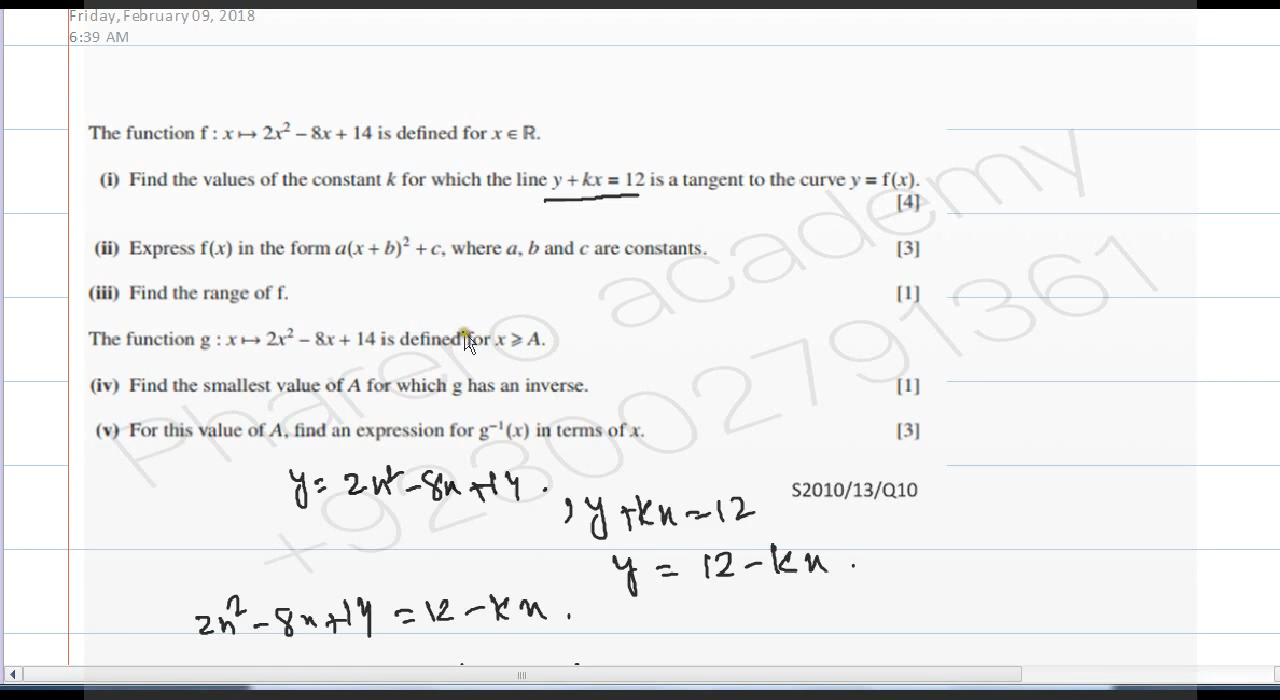 Friday, February 09, 2018
6:39 AM
The function f : x ↦ 2x² − 8x + 14 is defined for x ∈ ℝ.
(i) Find the values of the constant k for which the line y + kx = 12 is a tangent to the curve y = f(x).
[4]
(ii) Express f(x) in the form a(x + b)² + c, where a, b and c are constants. [3]
(iii) Find the range of f. [1]
The function g : x ↦ 2x² − 8x + 14 is defined for x ⩾ A.
(iv) Find the smallest value of A for which g has an inverse. [1]
(v) For this value of A, find an expression for g⁻¹(x) in terms of x. [3]
Pharero academy
+923002791361
y = 2x² − 8x + 14 .
S2010/13/Q10
, y + kx = 12
y = 12 − kx .
2x² − 8x + 14 = 12 − kx .